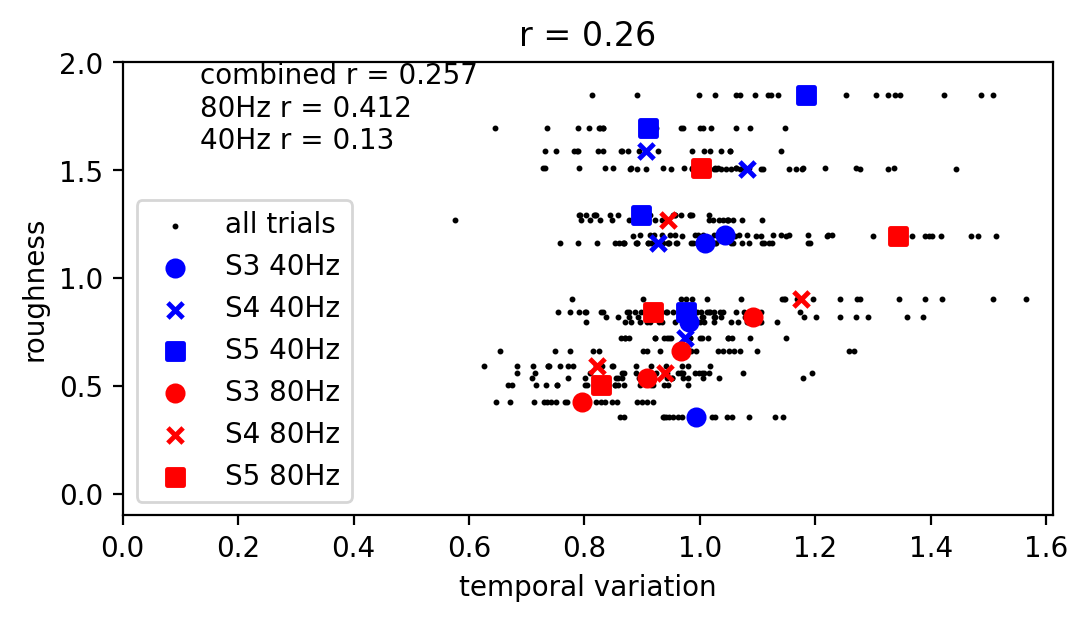 r = 0.26
combined r = 0.257
80Hz r = 0.412
40Hz r = 0.13
all trials
S3 40Hz
S4 40Hz
S5 40Hz
S3 80Hz
S4 80Hz
S5 80Hz
roughness
2.0
1.5
1.0
0.5
0.0
0.0 0.2 0.4 0.6 0.8 1.0 1.2 1.4 1.6
temporal variation